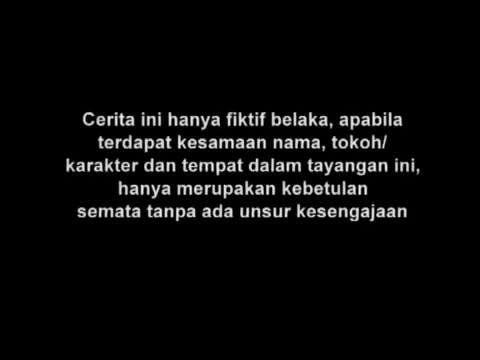 Cerita ini hanya fiktif belaka, apabila
terdapat kesamaan nama, tokoh/
karakter dan tempat dalam tayangan ini,
hanya merupakan kebetulan
semata tanpa ada unsur kesengajaan